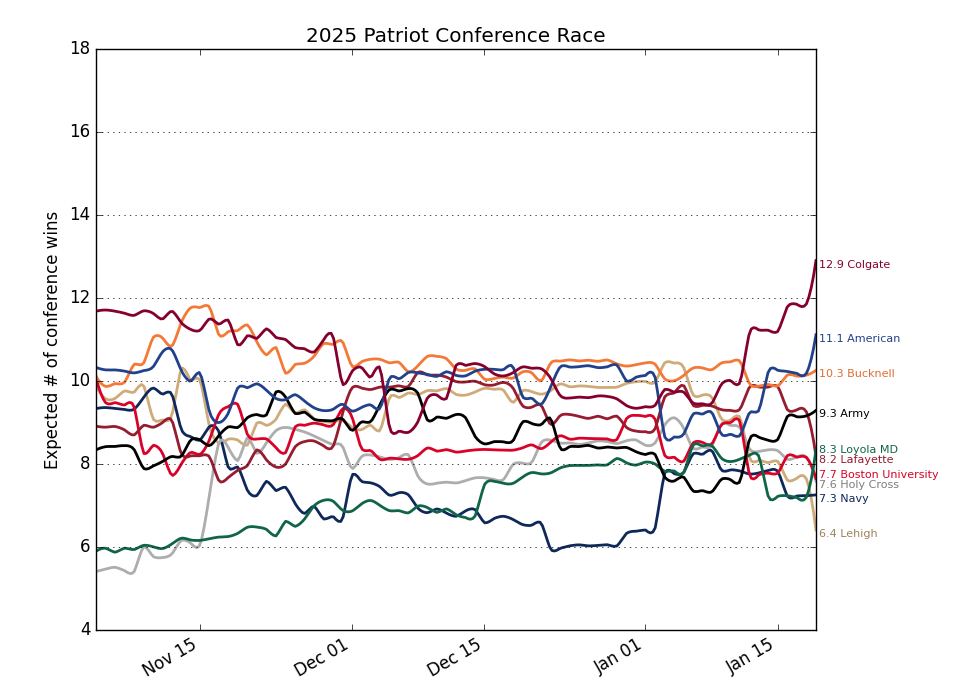 2025 Patriot Conference Race
Expected # of conference wins
18
16
14
12
10
8
6
4
Nov 15
Dec 01
Dec 15
Jan 01
Jan 15
12.9 Colgate
11.1 American
10.3 Bucknell
9.3 Army
8.3 Loyola MD
8.2 Lafayette
7.7 Boston University
7.6 Holy Cross
7.3 Navy
6.4 Lehigh